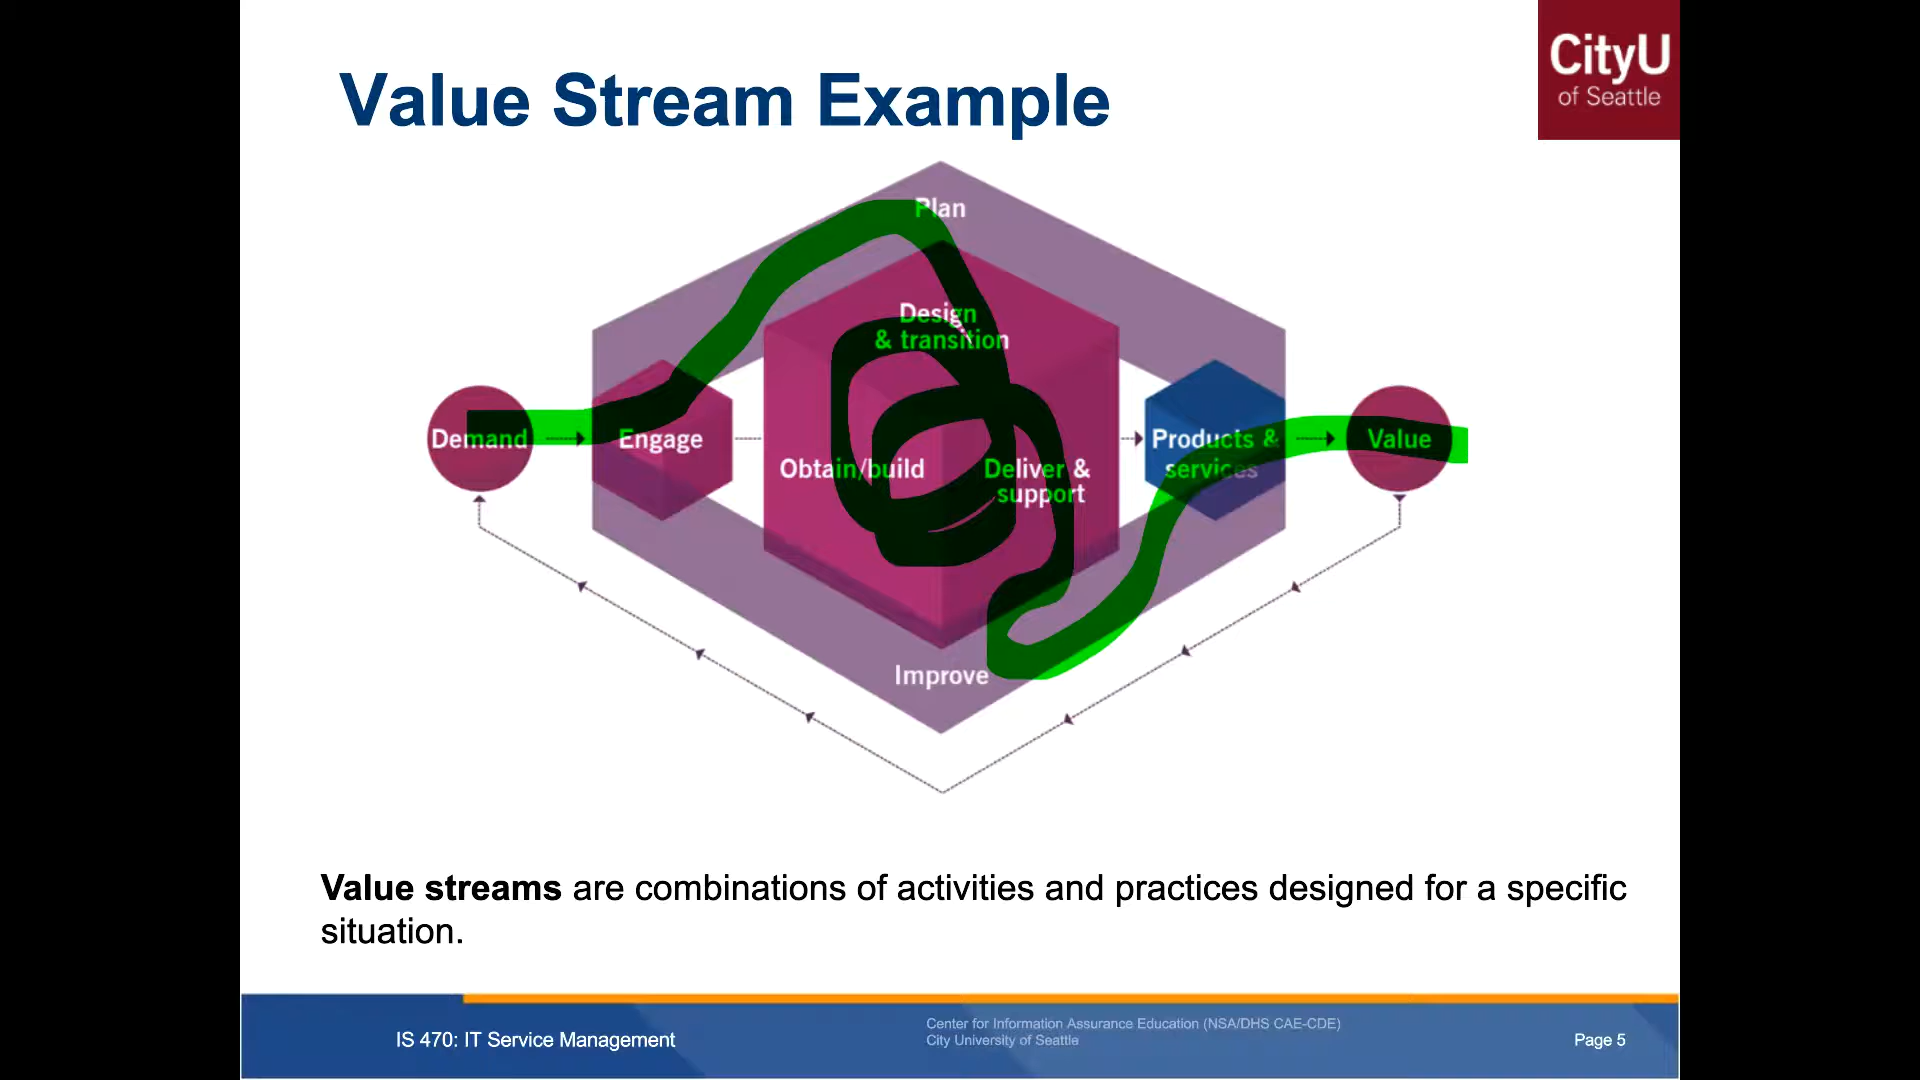 CityU
of Seattle
Value Stream Example
Plan
Design
& transition
Demand
Engage
Obtain/build
Deliver &
support
Products &
services
Value
Improve
Value streams are combinations of activities and practices designed for a specific
situation.
IS 470: IT Service Management
Center for Information Assurance Education (NSA/DHS CAE-CDE)
City University of Seattle
Page 5